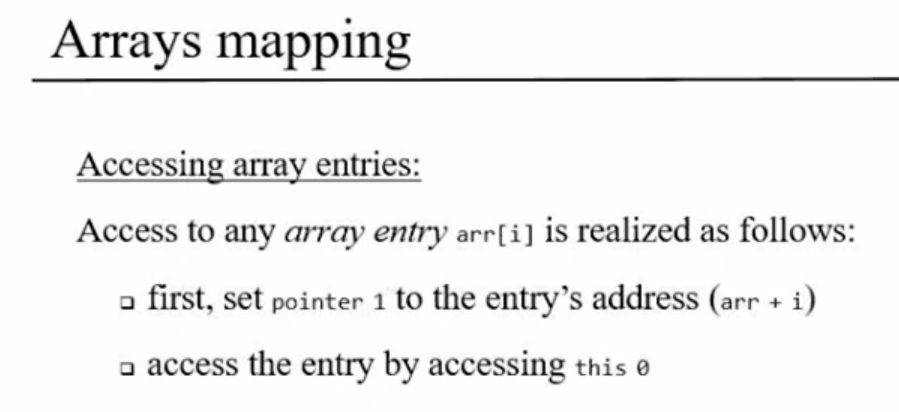 Arrays mapping
Accessing array entries:
Access to any array entry arr[i] is realized as follows:
❑ first, set pointer 1 to the entry’s address (arr + i)
❑ access the entry by accessing this 0